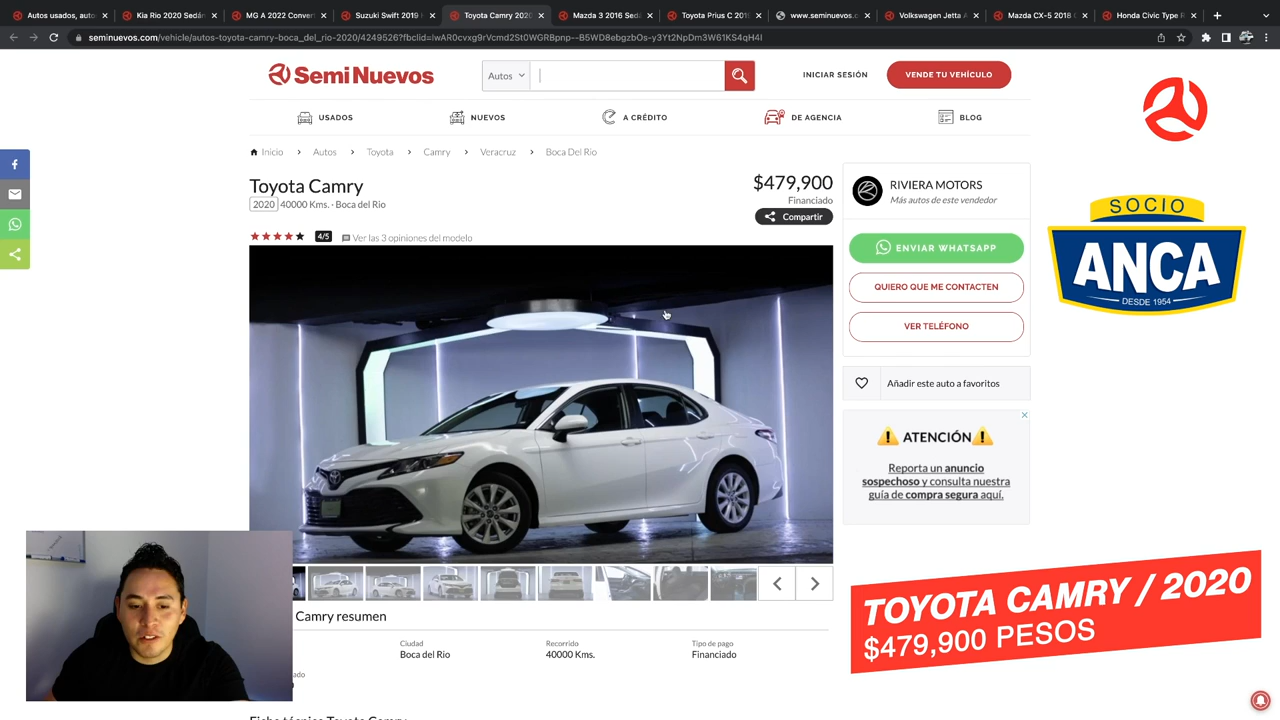 Autos usados, auto
Kia Rio 2020 Sedán
MG A 2022 Convert
Suzuki Swift 2019 H
Toyota Camry 2020
Mazda 3 2016 Sedá
Toyota Prius C 2019
www.seminuevos.c
Volkswagen Jetta A
Mazda CX-5 2018 G
Honda Civic Type R
seminuevos.com/vehicle/autos-toyota-camry-boca_del_rio-2020/4249526?fbclid=IwAR0cvxg9rVcmd2St0WGRBpnp--B5WD8ebgzbOs-y3Yt2NpDm3W61KS4qH4I
Semi Nuevos
Autos
INICIAR SESIÓN
VENDE TU VEHÍCULO
USADOS
NUEVOS
A CRÉDITO
DE AGENCIA
BLOG
Inicio > Autos > Toyota > Camry > Veracruz > Boca Del Rio
Toyota Camry
$479,900
2020 40000 Kms. · Boca del Rio
Financiado
Compartir
4/5 Ver las 3 opiniones del modelo
RIVIERA MOTORS
Más autos de este vendedor
ENVIAR WHATSAPP
QUIERO QUE ME CONTACTEN
VER TELÉFONO
Añadir este auto a favoritos
ATENCIÓN
Reporta un anuncio
sospechoso y consulta nuestra
guía de compra segura aquí.
SOCIO
ANCA
DESDE 1954
Camry resumen
Ciudad
Recorrido
Tipo de pago
Boca del Rio
40000 Kms.
Financiado
TOYOTA CAMRY / 2020
$479,900 PESOS